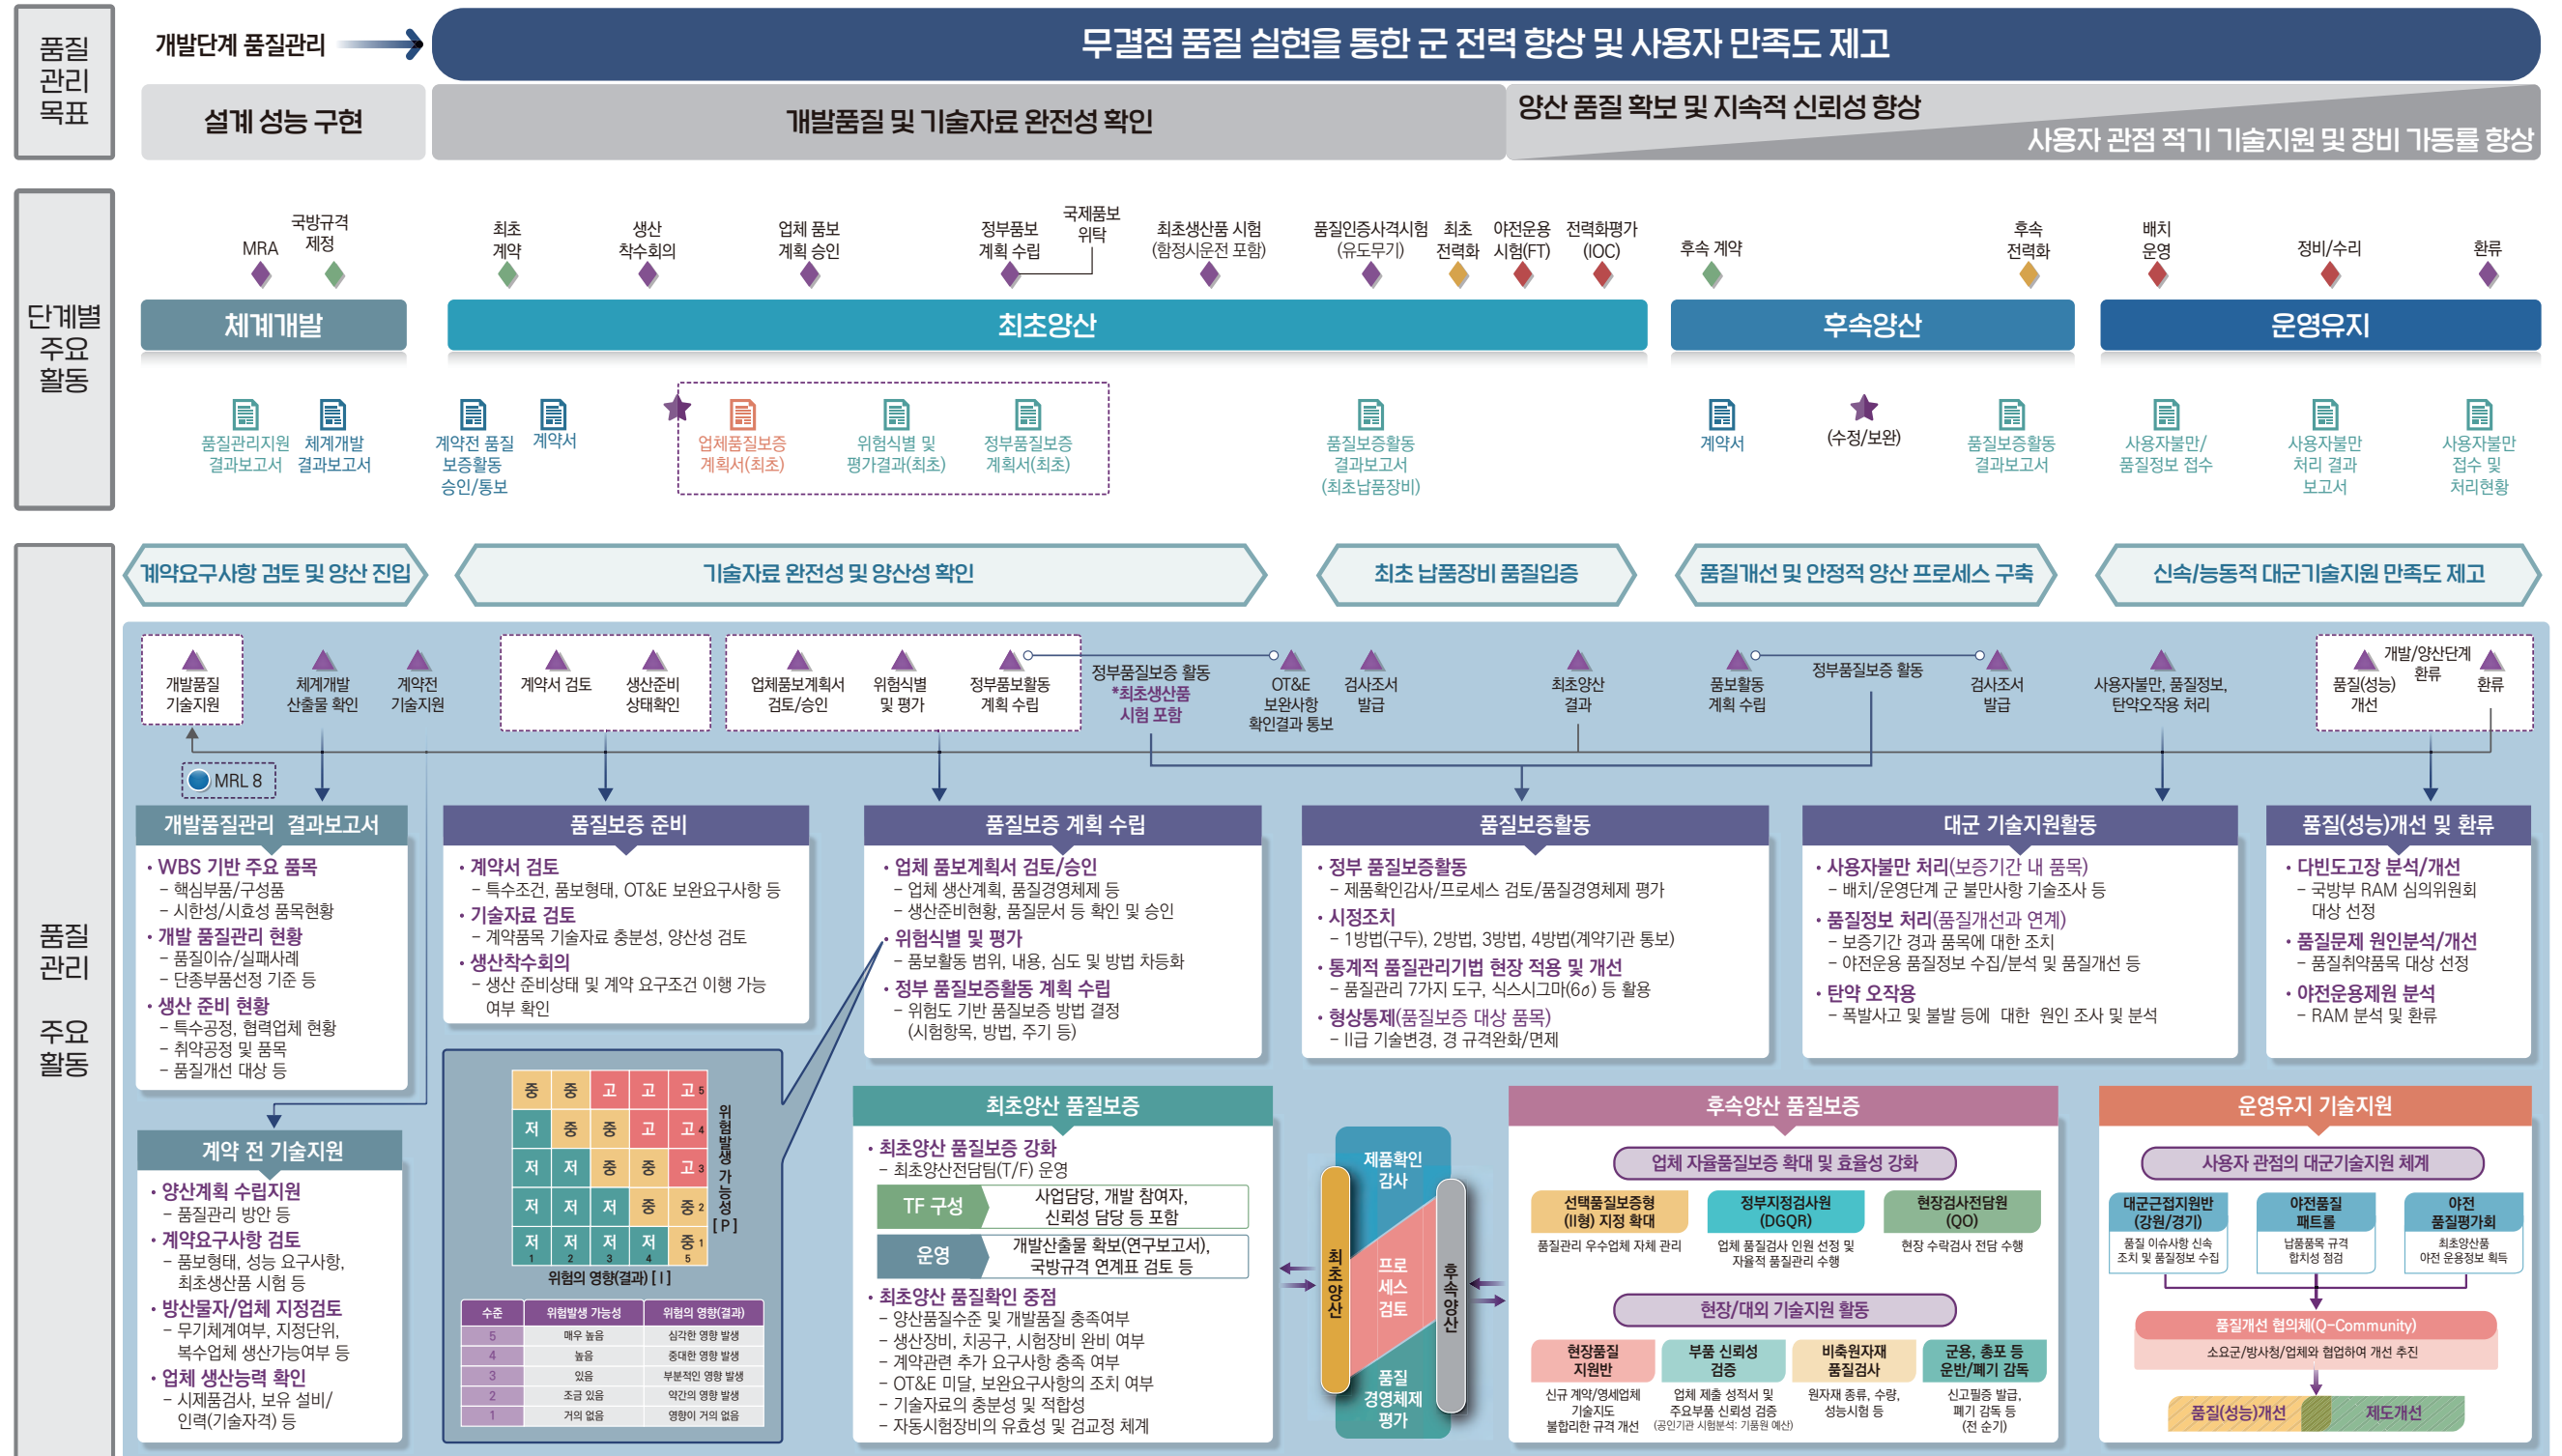 품질
관리
목표
개발단계 품질관리
무결점 품질 실현을 통한 군 전력 향상 및 사용자 만족도 제고
설계 성능 구현
개발품질 및 기술자료 완전성 확인
양산 품질 확보 및 지속적 신뢰성 향상
사용자 관점 적기 기술지원 및 장비 가동률 향상
단계별
주요
활동
MRA
국방규격
제정
최초
계약
생산
착수회의
업체 품보
계획 승인
정부품보
계획 수립
국제품보
위탁
최초생산품 시험
(함정시운전 포함)
품질인증사격시험
(유도무기)
최초
전력화
야전운용
시험(FT)
전력화평가
(IOC)
후속 계약
후속
전력화
배치
운영
정비/수리
환류
체계개발
최초양산
후속양산
운영유지
품질관리지원
결과보고서
체계개발
결과보고서
계약전 품질
보증활동
승인/통보
계약서
업체품질보증
계획서(최초)
위험식별 및
평가결과(최초)
정부품질보증
계획서(최초)
품질보증활동
결과보고서
(최초납품장비)
계약서
(수정/보완)
품질보증활동
결과보고서
사용자불만/
품질정보 접수
사용자불만
처리 결과
보고서
사용자불만
접수 및
처리현황
품질
관리
주요
활동
계약요구사항 검토 및 양산 진입
기술자료 완전성 및 양산성 확인
최초 납품장비 품질입증
품질개선 및 안정적 양산 프로세스 구축
신속/능동적 대군기술지원 만족도 제고
개발품질
기술지원
체계개발
산출물 확인
계약전
기술지원
계약서 검토
생산준비
상태확인
업체품보계획서
검토/승인
위험식별
및 평가
정부품보활동
계획 수립
정부품질보증 활동
*최초생산품
시험 포함
OT&E
보완사항
확인결과 통보
검사조서
발급
최초양산
결과
품보활동
계획 수립
정부품질보증 활동
검사조서
발급
사용자불만, 품질정보,
탄약오작용 처리
품질(성능)
개선
개발/양산단계
환류
환류
MRL 8
개발품질관리 결과보고서
· WBS 기반 주요 품목
– 핵심부품/구성품
– 시한성/시효성 품목현황
· 개발 품질관리 현황
– 품질이슈/실패사례
– 단종부품선정 기준 등
· 생산 준비 현황
– 특수공정, 협력업체 현황
– 취약공정 및 품목
– 품질개선 대상 등
품질보증 준비
· 계약서 검토
– 특수조건, 품보형태, OT&E 보완요구사항 등
· 기술자료 검토
– 계약품목 기술자료 충분성, 양산성 검토
· 생산착수회의
– 생산 준비상태 및 계약 요구조건 이행 가능
여부 확인
품질보증 계획 수립
· 업체 품보계획서 검토/승인
– 업체 생산계획, 품질경영체제 등
– 생산준비현황, 품질문서 등 확인 및 승인
· 위험식별 및 평가
– 품보활동 범위, 내용, 심도 및 방법 차등화
· 정부 품질보증활동 계획 수립
– 위험도 기반 품질보증 방법 결정
(시험항목, 방법, 주기 등)
품질보증활동
· 정부 품질보증활동
– 제품확인감사/프로세스 검토/품질경영체제 평가
· 시정조치
– 1방법(구두), 2방법, 3방법, 4방법(계약기관 통보)
· 통계적 품질관리기법 현장 적용 및 개선
– 품질관리 7가지 도구, 식스시그마(6σ) 등 활용
· 형상통제(품질보증 대상 품목)
– II급 기술변경, 경 규격완화/면제
대군 기술지원활동
· 사용자불만 처리(보증기간 내 품목)
– 배치/운영단계 군 불만사항 기술조사 등
· 품질정보 처리(품질개선과 연계)
– 보증기간 경과 품목에 대한 조치
– 야전운용 품질정보 수집/분석 및 품질개선 등
· 탄약 오작용
– 폭발사고 및 불발 등에 대한 원인 조사 및 분석
품질(성능)개선 및 환류
· 다빈도고장 분석/개선
– 국방부 RAM 심의위원회
대상 선정
· 품질문제 원인분석/개선
– 품질취약품목 대상 선정
· 야전운용제원 분석
– RAM 분석 및 환류
계약 전 기술지원
· 양산계획 수립지원
– 품질관리 방안 등
· 계약요구사항 검토
– 품보형태, 성능 요구사항,
최초생산품 시험 등
· 방산물자/업체 지정검토
– 무기체계여부, 지정단위,
복수업체 생산가능여부 등
· 업체 생산능력 확인
– 시제품검사, 보유 설비/
인력(기술자격) 등
중 중 고 고 고 5
저 중 중 고 고 4
저 저 중 중 고 3
저 저 저 중 중 2
저 저 저 저 중 1
1 2 3 4 5
위험발생 가능성 [ P ]
위험의 영향(결과) [ I ]
수준 위험발생 가능성 위험의 영향(결과)
5 매우 높음 심각한 영향 발생
4 높음 중대한 영향 발생
3 있음 부분적인 영향 발생
2 조금 있음 약간의 영향 발생
1 거의 없음 영향이 거의 없음
최초양산 품질보증
· 최초양산 품질보증 강화
– 최초양산전담팀(T/F) 운영
TF 구성
사업담당, 개발 참여자,
신뢰성 담당 등 포함
운영
개발산출물 확보(연구보고서),
국방규격 연계표 검토 등
· 최초양산 품질확인 중점
– 양산품질수준 및 개발품질 충족여부
– 생산장비, 치공구, 시험장비 완비 여부
– 계약관련 추가 요구사항 충족 여부
– OT&E 미달, 보완요구사항의 조치 여부
– 기술자료의 충분성 및 적합성
– 자동시험장비의 유효성 및 검교정 체계
최초양산
제품확인
감사
프로
세스
검토
품질
경영체제
평가
후속양산
후속양산 품질보증
업체 자율품질보증 확대 및 효율성 강화
선택품질보증형
(II형) 지정 확대
품질관리 우수업체 자체 관리
정부지정검사원
(DGQR)
업체 품질검사 인원 선정 및
자율적 품질관리 수행
현장검사전담원
(QO)
현장 수락검사 전담 수행
현장/대외 기술지원 활동
현장품질
지원반
신규 계약/영세업체
기술지도
불합리한 규격 개선
부품 신뢰성
검증
업체 제출 성적서 및
주요부품 신뢰성 검증
(공인기관 시험분석: 기품원 예산)
비축원자재
품질검사
원자재 종류, 수량,
성능시험 등
군용, 총포 등
운반/폐기 감독
신고필증 발급,
폐기 감독 등
(전 순기)
운영유지 기술지원
사용자 관점의 대군기술지원 체계
대군근접지원반
(강원/경기)
품질 이슈사항 신속
조치 및 품질정보 수집
야전품질
패트롤
납품품목 규격
합치성 점검
야전
품질평가회
최초양산품
야전 운용정보 획득
품질개선 협의체(Q–Community)
소요군/방사청/업체와 협업하여 개선 추진
품질(성능)개선
제도개선